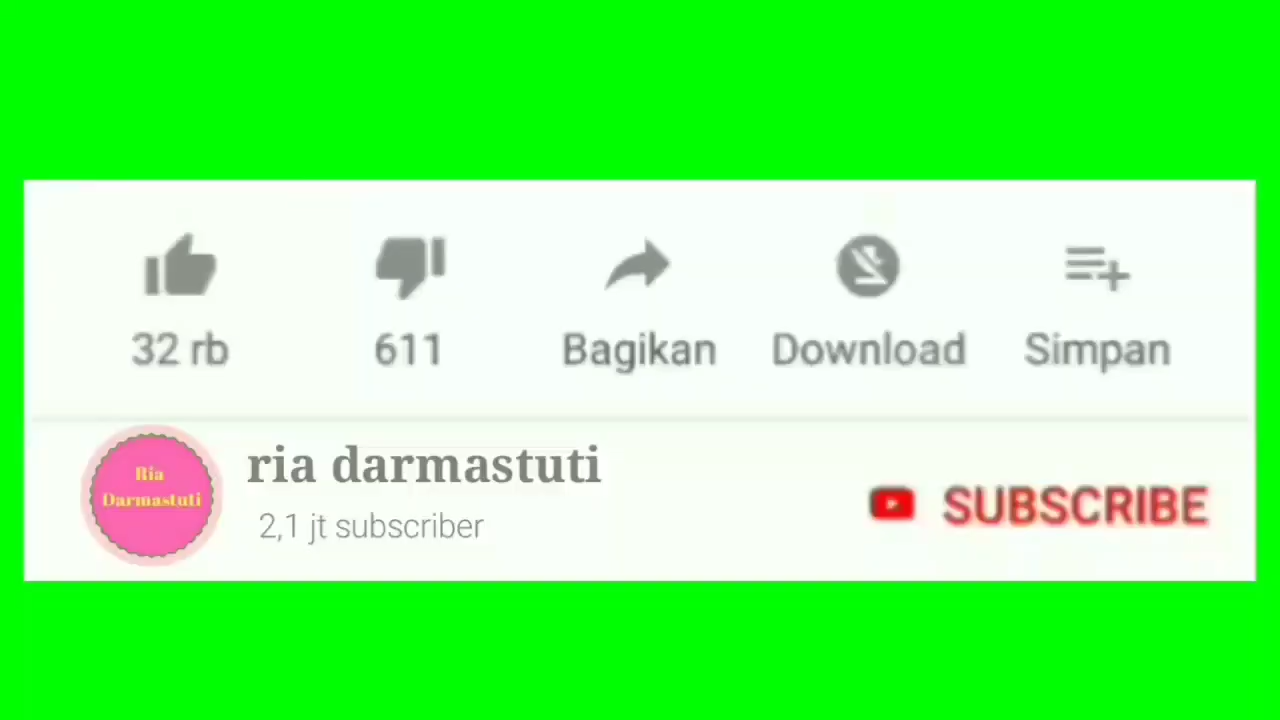 32 rb
611
Bagikan
Download
Simpan
Ria
Darmastuti
ria darmastuti
2,1 jt subscriber
SUBSCRIBE